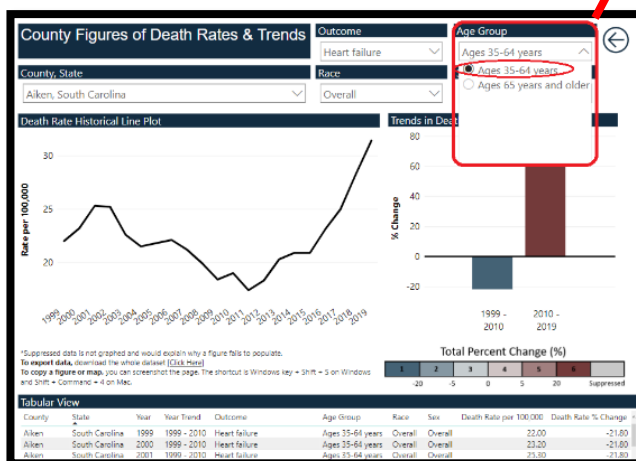 County Figures of Death Rates & Trends
Outcome
Heart failure
Age Group
Ages 35-64 years
Ages 35-64 years
Ages 65 years and older
County, State
Aiken, South Carolina
Race
Overall
Death Rate Historical Line Plot
Rate per 100,000
30
25
20
1999
2000
2001
2002
2003
2004
2005
2006
2007
2008
2009
2010
2011
2012
2013
2014
2015
2016
2017
2018
2019
Trends in Deat
% Change
80
60
40
20
0
-20
1999 -
2010
2010 -
2019
*Suppressed data is not graphed and would explain why a
figure fails to populate.
To export data, download the whole dataset [Click Here]
To copy a figure or map, you can screenshot the page. The shortcut is Windows key + Shift + S on Windows
and Shift + Command + 4 on Mac.
Total Percent Change (%)
1 2 3 4 5 6
-20 -5 0 5 20 Suppressed
Tabular View
County State Year Year Trend Outcome Age Group Race Sex Death Rate per 100,000 Death Rate % Change
Aiken South Carolina 1999 1999 - 2010 Heart failure Ages 35-64 years Overall Overall 22.00 -21.80
Aiken South Carolina 2000 1999 - 2010 Heart failure Ages 35-64 years Overall Overall 23.20 -21.80
Aiken South Carolina 2001 1999 - 2010 Heart failure Ages 35-64 years Overall Overall 25.30 -21.80